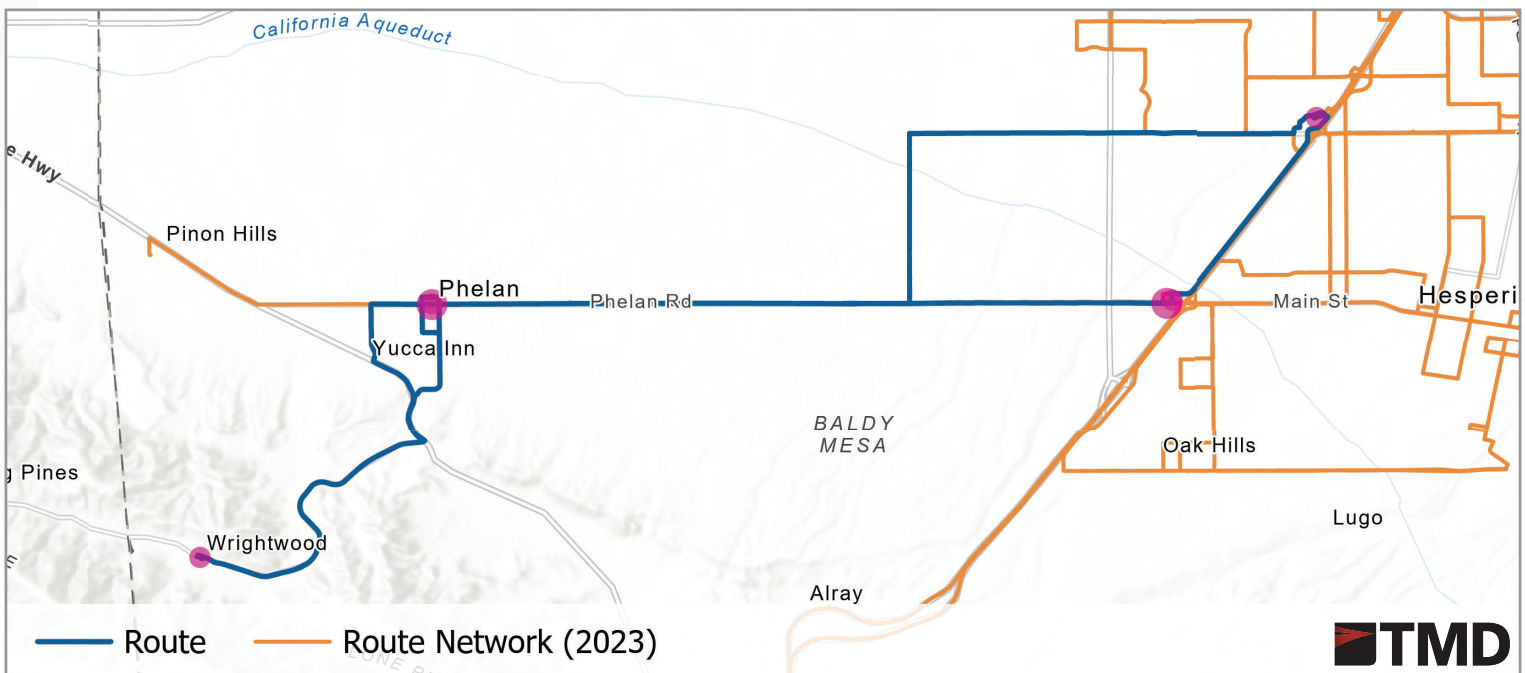 California Aqueduct
e Hwy
Pinon Hills
Phelan
Phelan Rd
Main St
Hesperi
Yucca Inn
BALDY
MESA
Oak Hills
g Pines
Lugo
Wrightwood
Alray
Route
Route Network (2023)
TMD